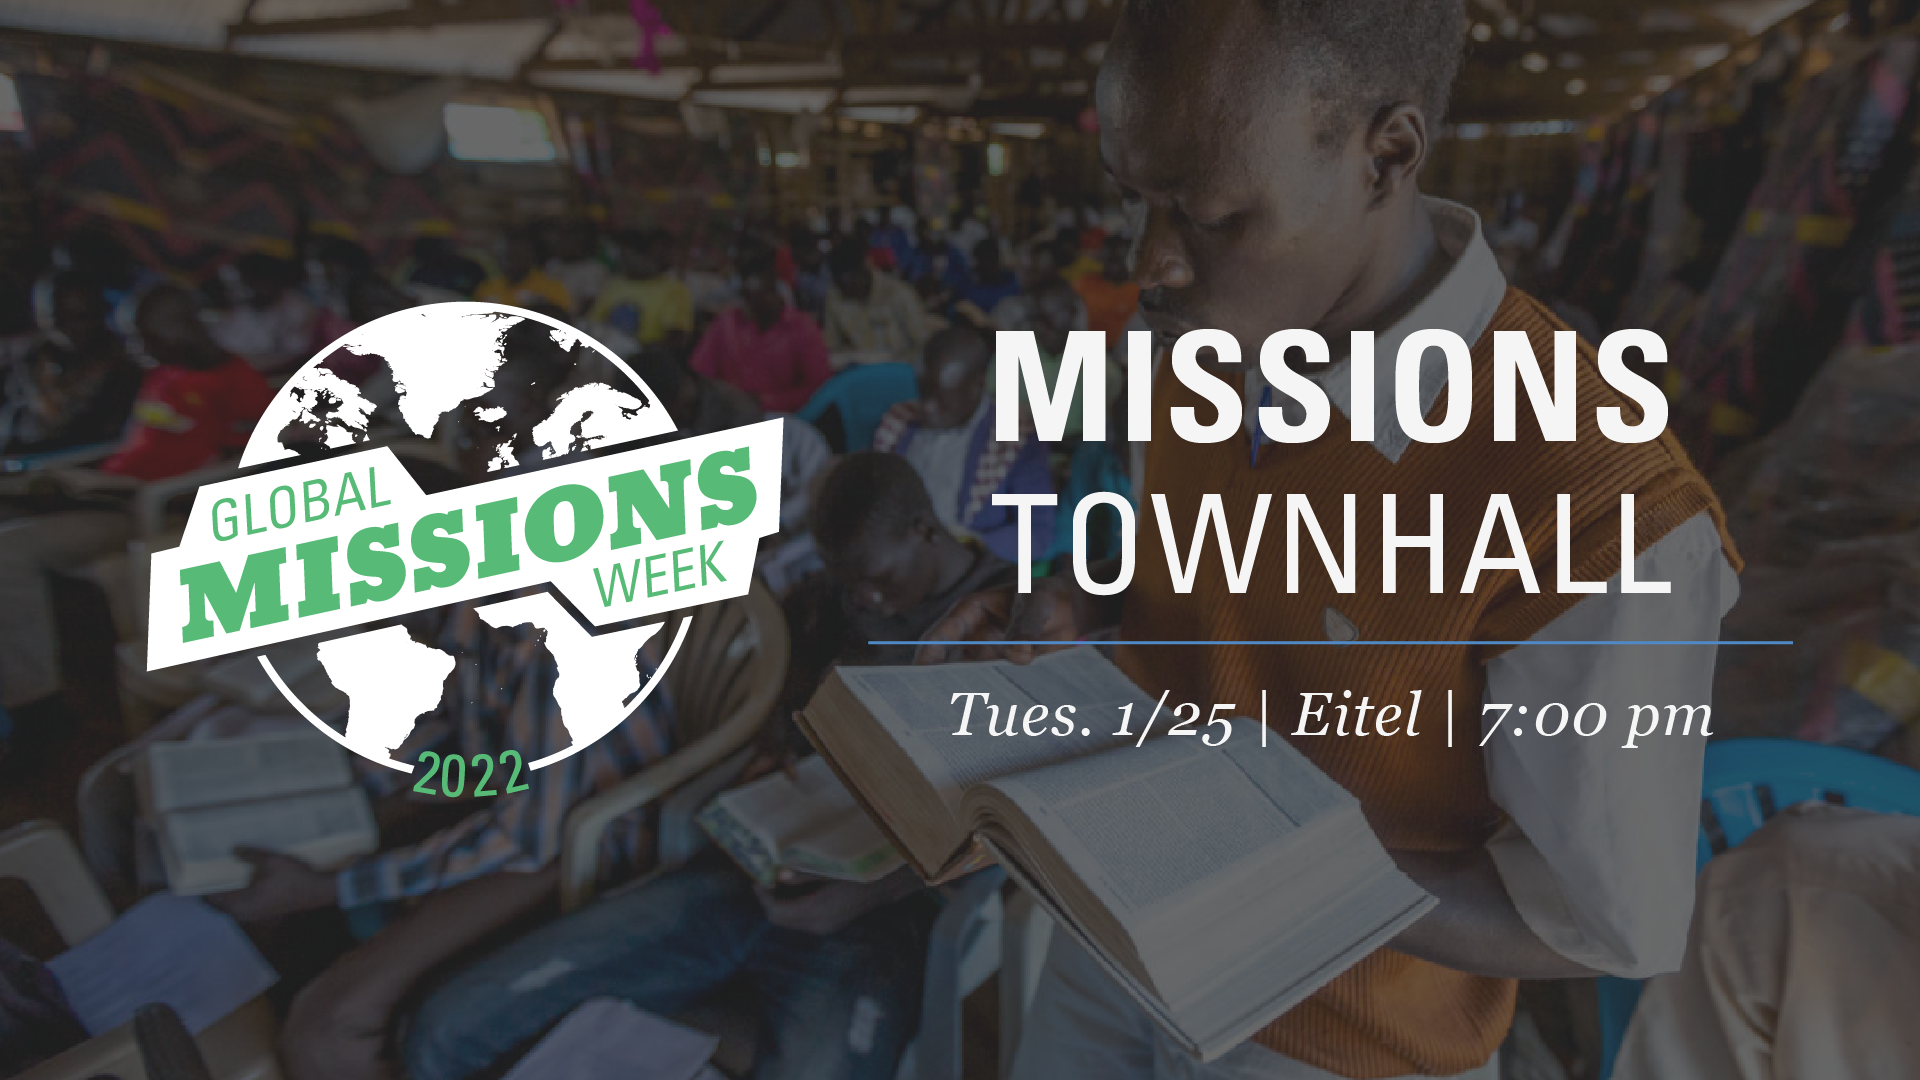 GLOBAL
MISSIONS
WEEK
2022
MISSIONS
TOWNHALL
Tues. 1/25 | Eitel | 7:00 pm